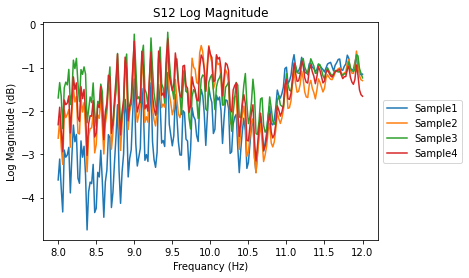 S12 Log Magnitude
Log Magnitude (dB)
0
−1
−2
−3
−4
8.0 8.5 9.0 9.5 10.0 10.5 11.0 11.5 12.0
Frequancy (Hz)
Sample1
Sample2
Sample3
Sample4